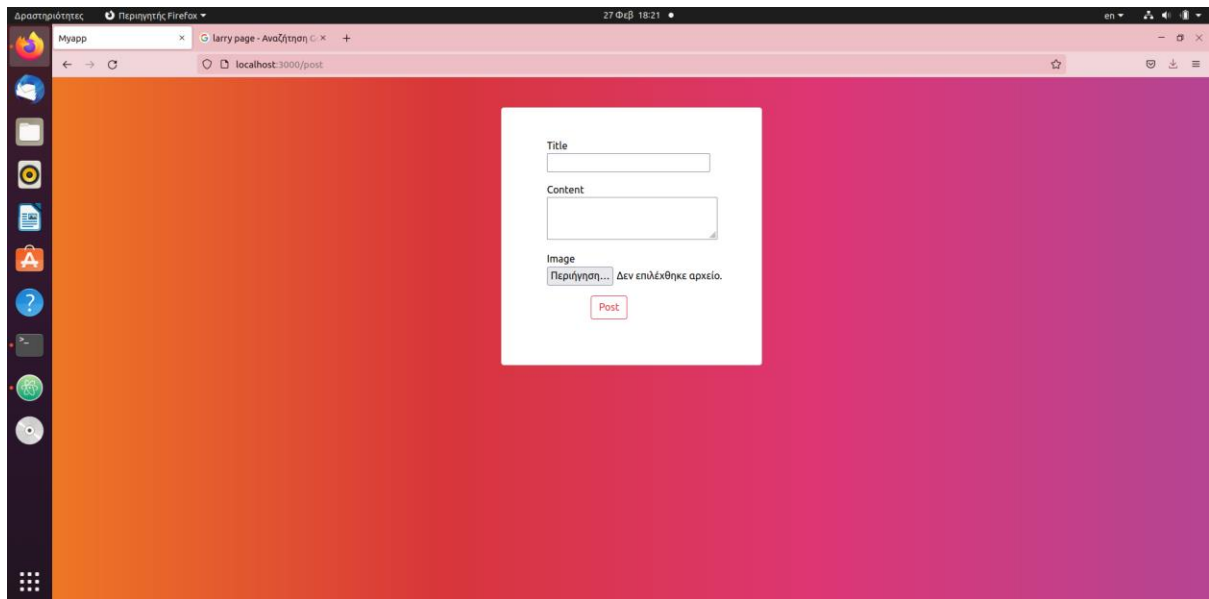 Δραστηριότητες Περιηγητής Firefox 27 Φεβ 18:21 en
Myapp larry page - Αναζήτηση G
localhost:3000/post
Title
Content
Image
Περιήγηση... Δεν επιλέχθηκε αρχείο.
Post